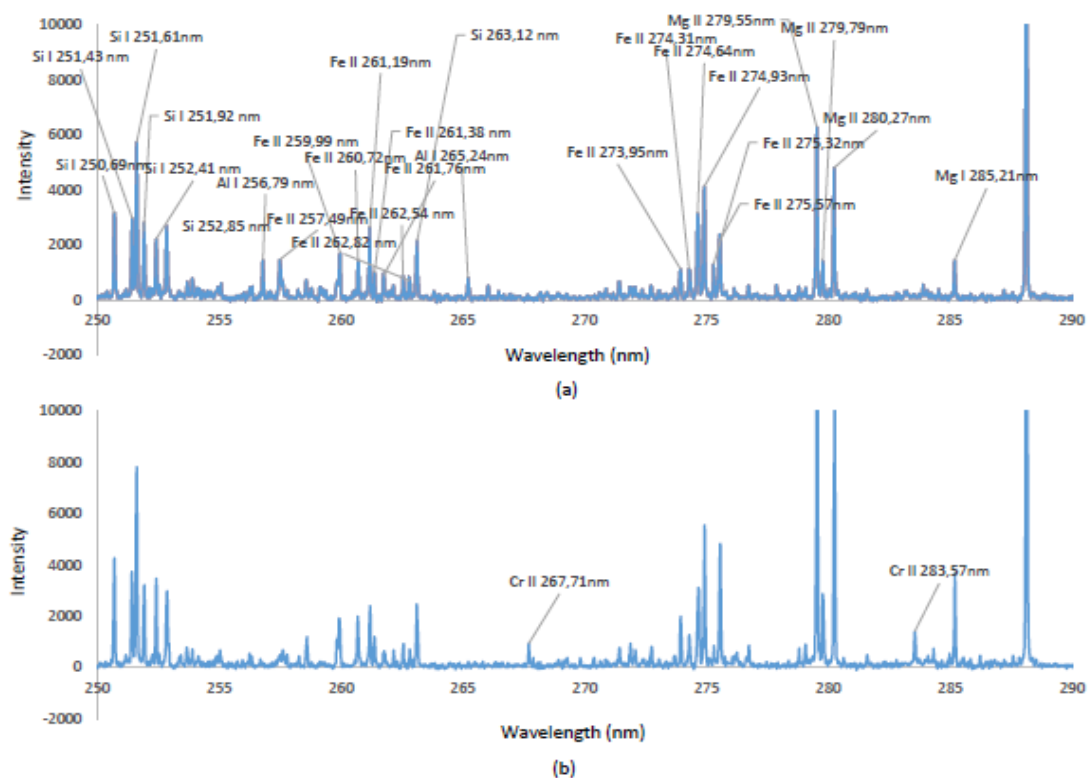 10000
8000
6000
4000
2000
0
-2000
Intensity
Si I 251,61nm
Si I 251,43 nm
Si I 251,92 nm
Si I 250,69nm
Si I 252,41 nm
Si 252,85 nm
Al I 256,79 nm
Fe II 257,49nm
Fe II 259,99 nm
Fe II 260,72nm
Fe II 261,19nm
Fe II 261,38 nm
Fe II 261,76nm
Fe II 262,54 nm
Fe II 262,82 nm
Si 263,12 nm
Al I 265,24nm
Fe II 273,95nm
Fe II 274,31nm
Fe II 274,64nm
Fe II 274,93nm
Fe II 275,32nm
Fe II 275,57nm
Mg II 279,55nm
Mg II 279,79nm
Mg II 280,27nm
Mg I 285,21nm
250 255 260 265 270 275 280 285 290
Wavelength (nm)
(a)
10000
8000
6000
4000
2000
0
-2000
Intensity
Cr II 267,71nm
Cr II 283,57nm
250 255 260 265 270 275 280 285 290
Wavelength (nm)
(b)